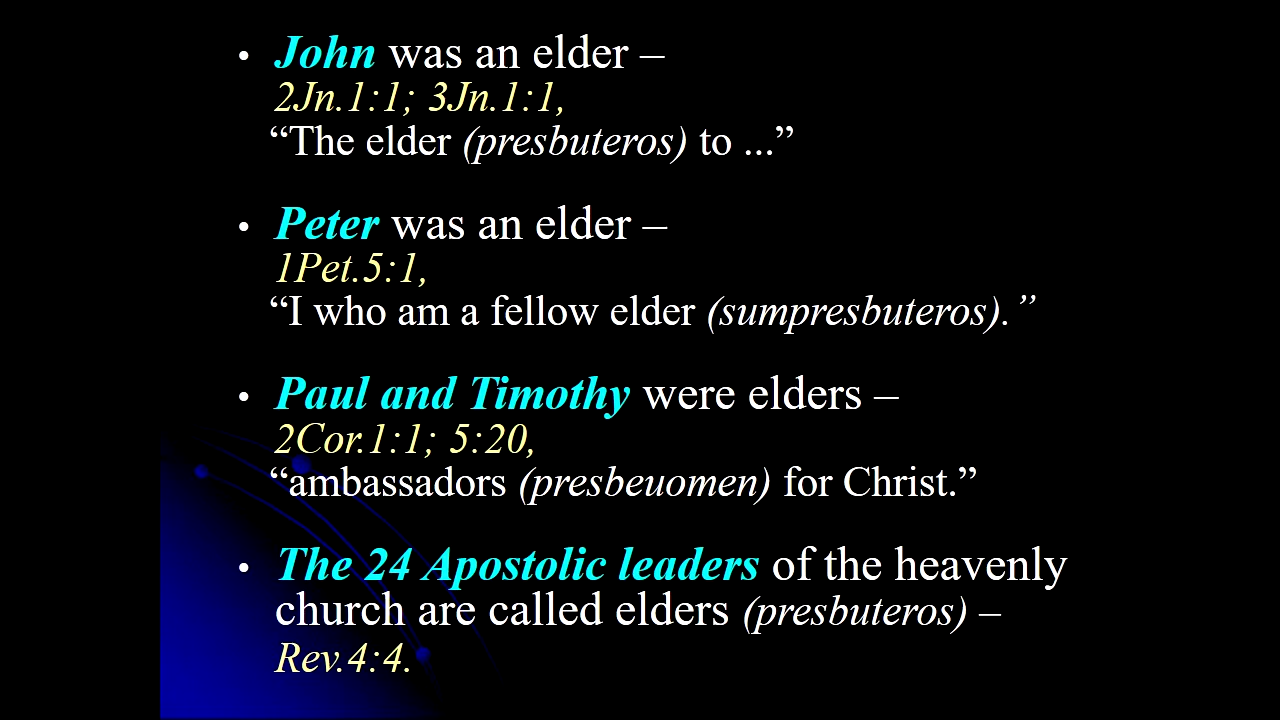 • John was an elder –
2Jn.1:1; 3Jn.1:1,
“The elder (presbuteros) to ...”
• Peter was an elder –
1Pet.5:1,
“I who am a fellow elder (sumpresbuteros).”
• Paul and Timothy were elders –
2Cor.1:1; 5:20,
“ambassadors (presbeuomen) for Christ.”
• The 24 Apostolic leaders of the heavenly
church are called elders (presbuteros) –
Rev.4:4.